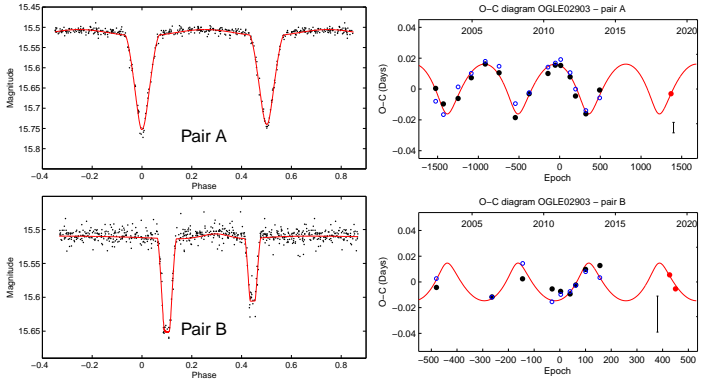 15.45
15.5
15.55
15.6
15.65
15.7
15.75
15.8
Magnitude
Pair A
−0.4 −0.2 0 0.2 0.4 0.6 0.8
Phase
O−C diagram OGLE02903 − pair A
2005 2010 2015 2020
0.04
0.02
0
−0.02
−0.04
O−C (Days)
−1500 −1000 −500 0 500 1000 1500
Epoch
15.5
15.55
15.6
15.65
Magnitude
Pair B
−0.4 −0.2 0 0.2 0.4 0.6 0.8
Phase
O−C diagram OGLE02903 − pair B
2005 2010 2015 2020
0.04
0.02
0
−0.02
−0.04
O−C (Days)
−500 −400 −300 −200 −100 0 100 200 300 400 500
Epoch